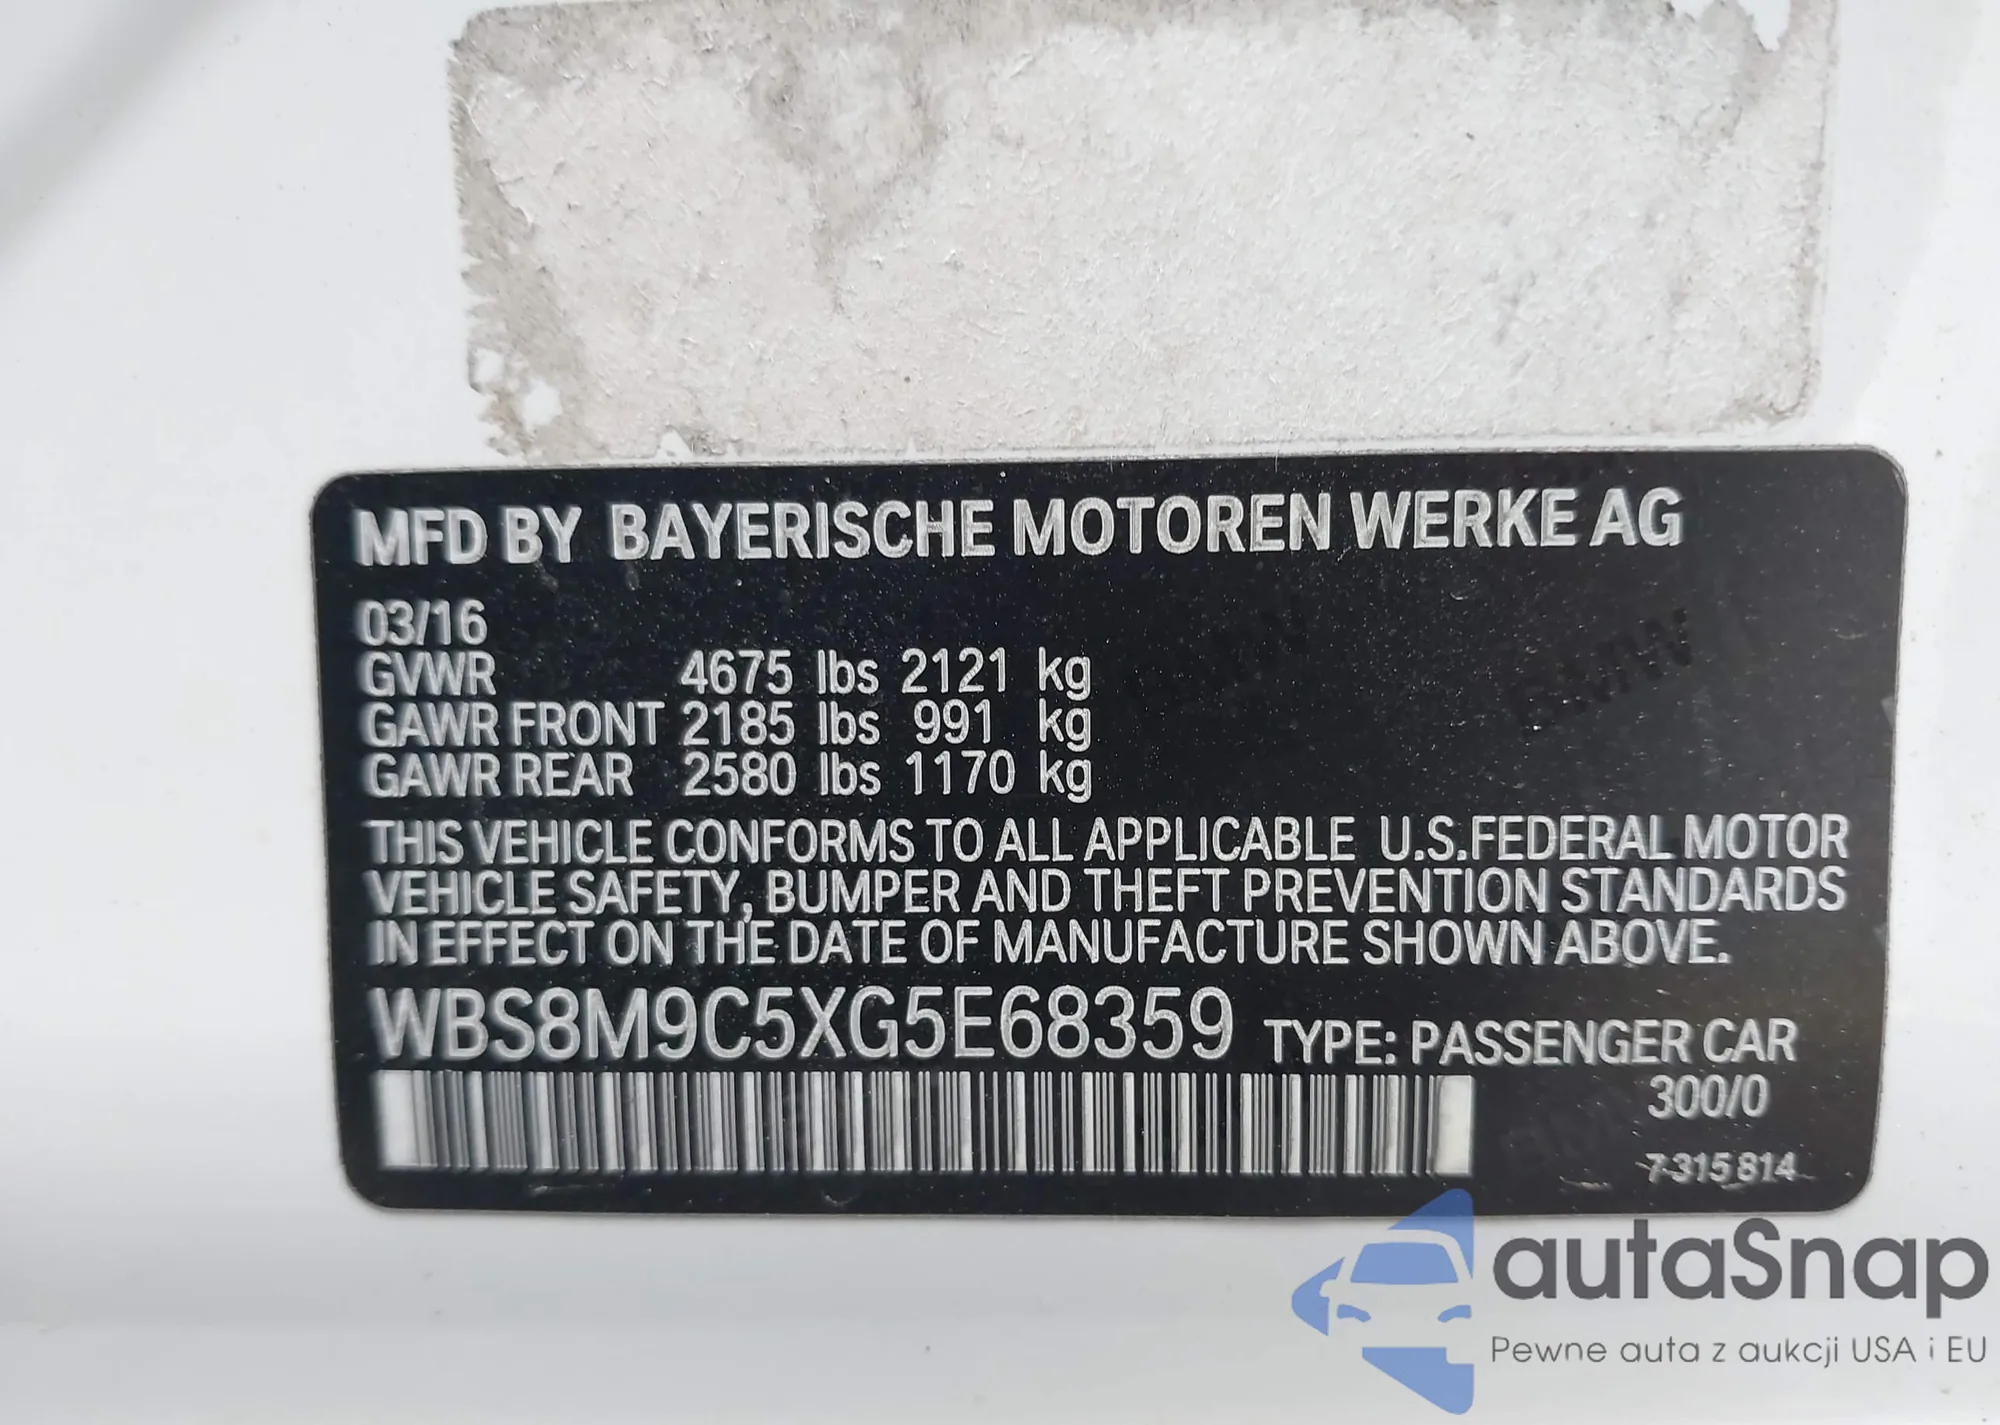 MFD BY BAYERISCHE MOTOREN WERKE AG
03/16
GVWR 4675 lbs 2121 kg
GAWR FRONT 2185 lbs 991 kg
GAWR REAR 2580 lbs 1170 kg
THIS VEHICLE CONFORMS TO ALL APPLICABLE U.S.FEDERAL MOTOR
VEHICLE SAFETY, BUMPER AND THEFT PREVENTION STANDARDS
IN EFFECT ON THE DATE OF MANUFACTURE SHOWN ABOVE.
WBS8M9C5XG5E68359 TYPE: PASSENGER CAR
300/0
7315814
autaSnap
Pewne auta z aukcji USA i EU